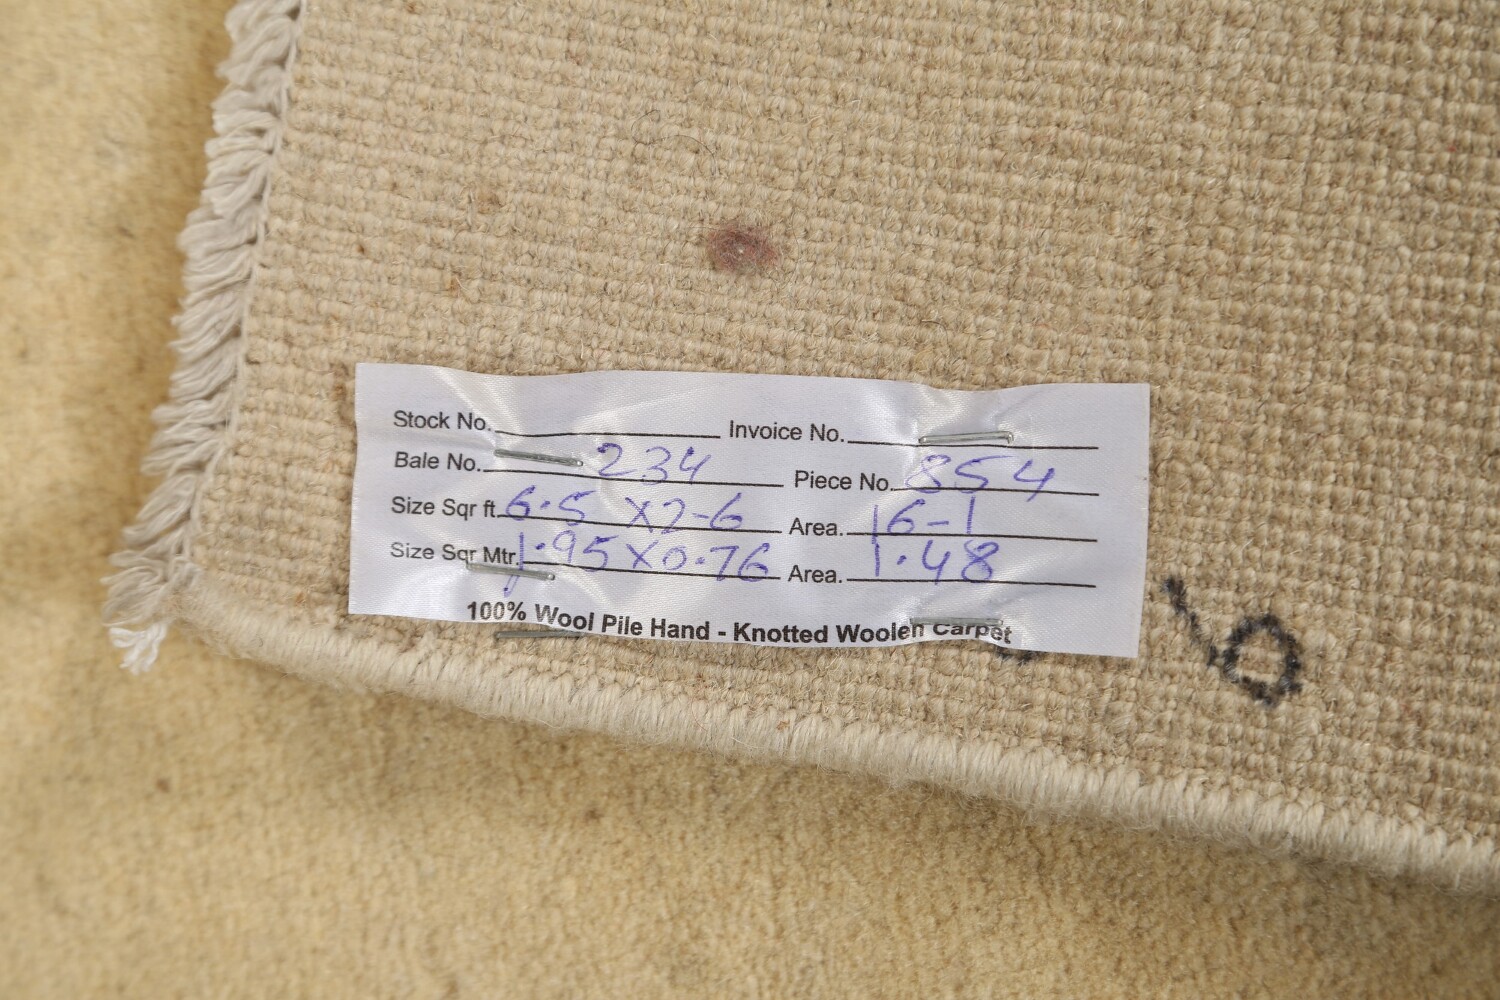 Stock No. Invoice No.
Bale No. 234 Piece No. 854
Size Sqr ft. 6.5 X2-6 Area. 16-1
Size Sqr Mtr. 1.95X0.76 Area. 1.48
100% Wool Pile Hand - Knotted Woolen Carpet